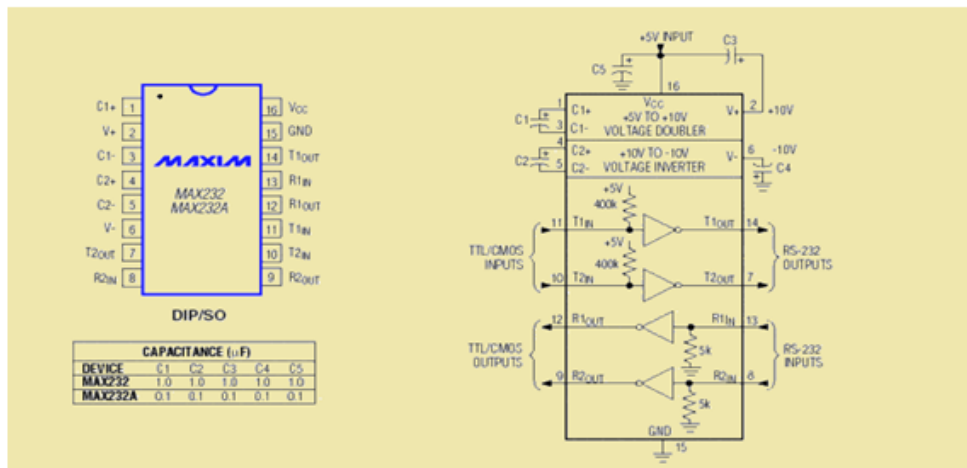 C1+ 1
V+ 2
C1- 3
C2+ 4
C2- 5
V- 6
T2OUT 7
R2IN 8
16 VCC
15 GND
14 T1OUT
13 R1IN
12 R1OUT
11 T1IN
10 T2IN
9 R2OUT
MAXIM
MAX232
MAX232A
DIP/SO
CAPACITANCE (µF)
DEVICE C1 C2 C3 C4 C5
MAX232 1.0 1.0 1.0 1.0 1.0
MAX232A 0.1 0.1 0.1 0.1 0.1
+5V INPUT
C3
C5
16
1 C1+
C1
3 C1-
VCC
+5V TO +10V
VOLTAGE DOUBLER
V+ 2 +10V
4 C2+
C2
5 C2-
+10V TO -10V
VOLTAGE INVERTER
V- 6 -10V
C4
+5V
400k
11 T1IN
T1OUT 14
+5V
400k
TTL/CMOS
INPUTS
RS-232
OUTPUTS
10 T2IN
T2OUT 7
12 R1OUT
R1IN 13
5k
TTL/CMOS
OUTPUTS
RS-232
INPUTS
9 R2OUT
R2IN 8
5k
GND
15